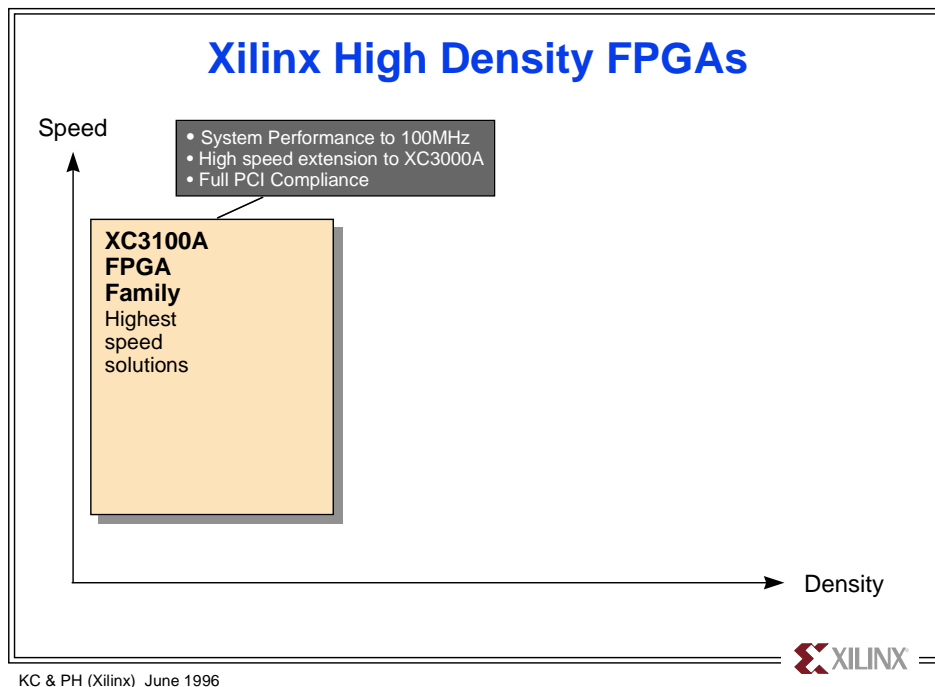 Xilinx High Density FPGAs
Speed
• System Performance to 100MHz
• High speed extension to XC3000A
• Full PCI Compliance
XC3100A
FPGA
Family
Highest
speed
solutions
Density
XILINX
KC & PH (Xilinx) June 1996